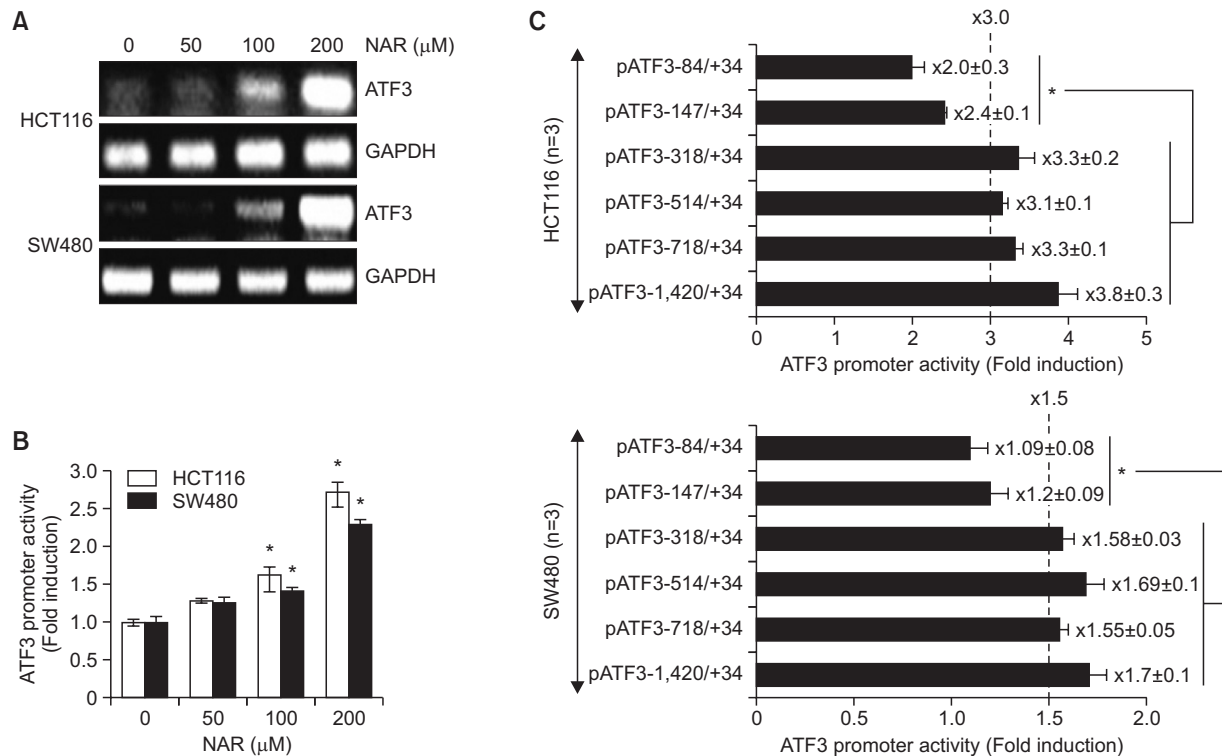 A
0 50 100 200 NAR (μM)
HCT116
ATF3
GAPDH
SW480
ATF3
GAPDH
B
ATF3 promoter activity
(Fold induction)
3.0
2.5
2.0
1.5
1.0
0.5
0
HCT116
SW480
*
*
*
*
0 50 100 200
NAR (μM)
C
x3.0
HCT116 (n=3)
pATF3-84/+34 x2.0±0.3
pATF3-147/+34 x2.4±0.1
pATF3-318/+34 x3.3±0.2
pATF3-514/+34 x3.1±0.1
pATF3-718/+34 x3.3±0.1
pATF3-1,420/+34 x3.8±0.3
*
0 1 2 3 4 5
ATF3 promoter activity (Fold induction)
x1.5
SW480 (n=3)
pATF3-84/+34 x1.09±0.08
pATF3-147/+34 x1.2±0.09
pATF3-318/+34 x1.58±0.03
pATF3-514/+34 x1.69±0.1
pATF3-718/+34 x1.55±0.05
pATF3-1,420/+34 x1.7±0.1
*
0 0.5 1.0 1.5 2.0
ATF3 promoter activity (Fold induction)